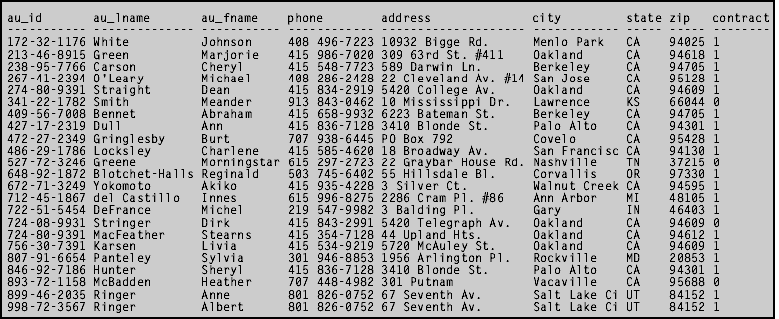 au_id au_lname au_fname phone address city state zip contract
----------- ------------- ----------- ------------ ------------------ ------------- ----- ----- --------
172-32-1176 White Johnson 408 496-7223 10932 Bigge Rd. Menlo Park CA 94025 1
213-46-8915 Green Marjorie 415 986-7020 309 63rd St. #411 Oakland CA 94618 1
238-95-7766 Carson Cheryl 415 548-7723 589 Darwin Ln. Berkeley CA 94705 1
267-41-2394 O'Leary Michael 408 286-2428 22 Cleveland Av. #14 San Jose CA 95128 1
274-80-9391 Straight Dean 415 834-2919 5420 College Av. Oakland CA 94609 1
341-22-1782 Smith Meander 913 843-0462 10 Mississippi Dr. Lawrence KS 66044 0
409-56-7008 Bennet Abraham 415 658-9932 6223 Bateman St. Berkeley CA 94705 1
427-17-2319 Dull Ann 415 836-7128 3410 Blonde St. Palo Alto CA 94301 1
472-27-2349 Gringlesby Burt 707 938-6445 PO Box 792 Covelo CA 95428 1
486-29-1786 Locksley Charlene 415 585-4620 18 Broadway Av. San Francisc CA 94130 1
527-72-3246 Greene Morningstar 615 297-2723 22 Graybar House Rd. Nashville TN 37215 0
648-92-1872 Blotchet-Halls Reginald 503 745-6402 55 Hillsdale Bl. Corvallis OR 97330 1
672-71-3249 Yokomoto Akiko 415 935-4228 3 Silver Ct. Walnut Creek CA 94595 1
712-45-1867 del Castillo Innes 615 996-8275 2286 Cram Pl. #86 Ann Arbor MI 48105 1
722-51-5454 DeFrance Michel 219 547-9982 3 Balding Pl. Gary IN 46403 1
724-08-9931 Stringer Dirk 415 843-2991 5420 Telegraph Av. Oakland CA 94609 0
724-80-9391 MacFeather Stearns 415 354-7128 44 Upland Hts. Oakland CA 94612 1
756-30-7391 Karsen Livia 415 534-9219 5720 McAuley St. Oakland CA 94609 1
807-91-6654 Panteley Sylvia 301 946-8853 1956 Arlington Pl. Rockville MD 20853 1
846-92-7186 Hunter Sheryl 415 836-7128 3410 Blonde St. Palo Alto CA 94301 1
893-72-1158 McBadden Heather 707 448-4982 301 Putnam Vacaville CA 95688 0
899-46-2035 Ringer Anne 801 826-0752 67 Seventh Av. Salt Lake Ci UT 84152 1
998-72-3567 Ringer Albert 801 826-0752 67 Seventh Av. Salt Lake Ci UT 84152 1